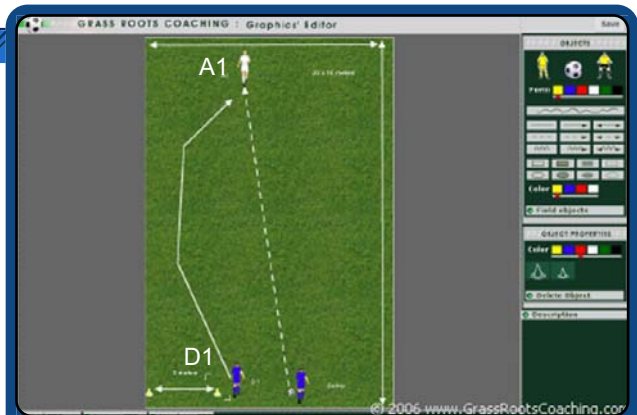 GRASS ROOTS COACHING : Graphics' Editor
Save
OBJECTS
A1
Color
Field objects
OBJECT PROPERTIES
Color
Delete Object
Description
D1
© 2006 www.GrassRootsCoaching.com